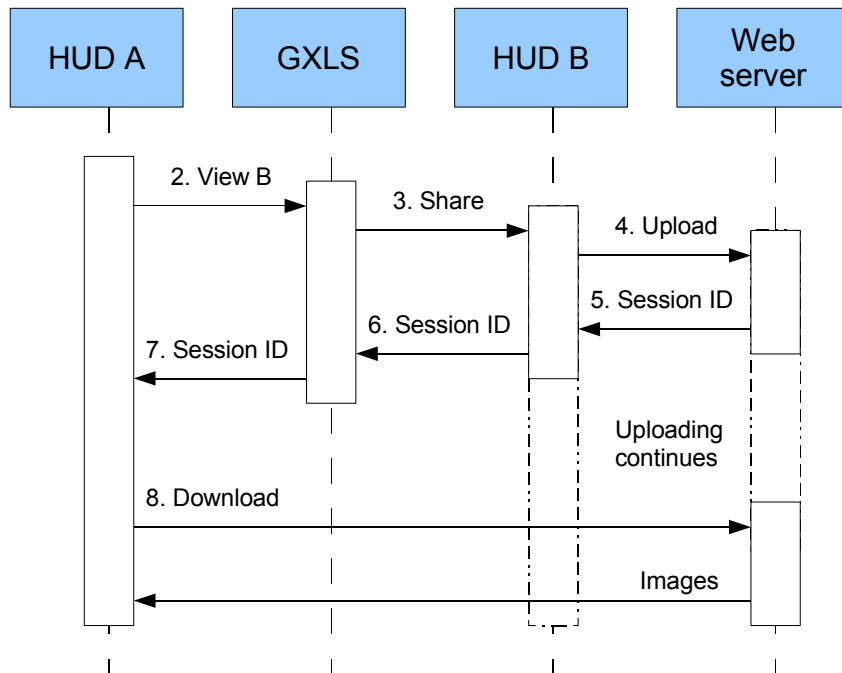 HUD A
GXLS
HUD B
Web
server
2. View B
3. Share
4. Upload
5. Session ID
6. Session ID
7. Session ID
Uploading
continues
8. Download
Images